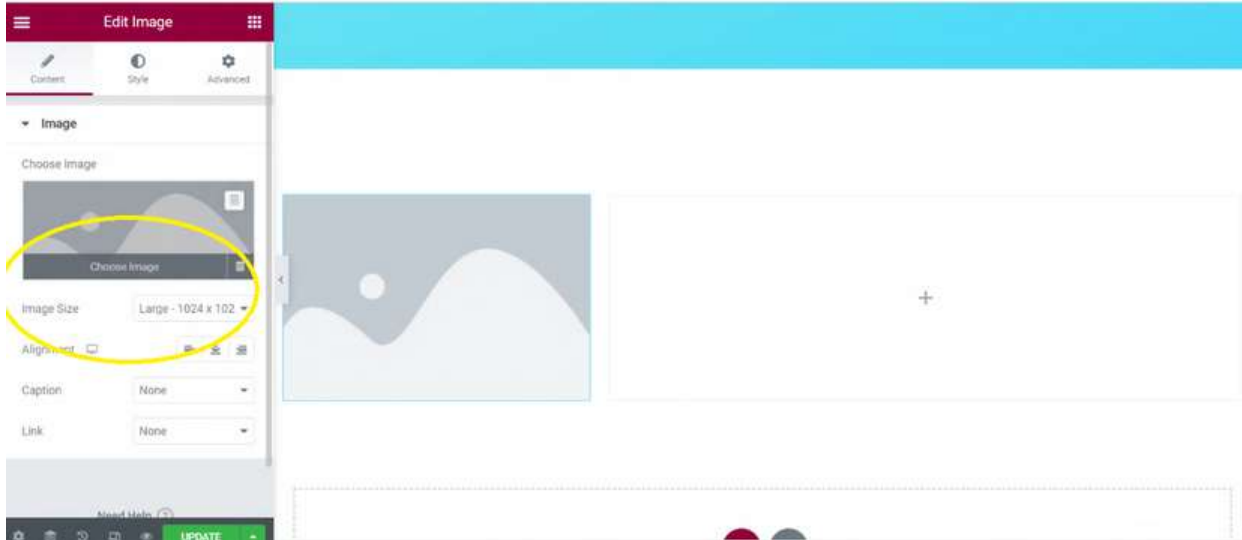 Edit Image
Content Style Advanced
Image
Choose Image
Choose Image
Image Size Large - 1024 x 102
Alignment
Caption None
Link None
Need Help ?
UPDATE